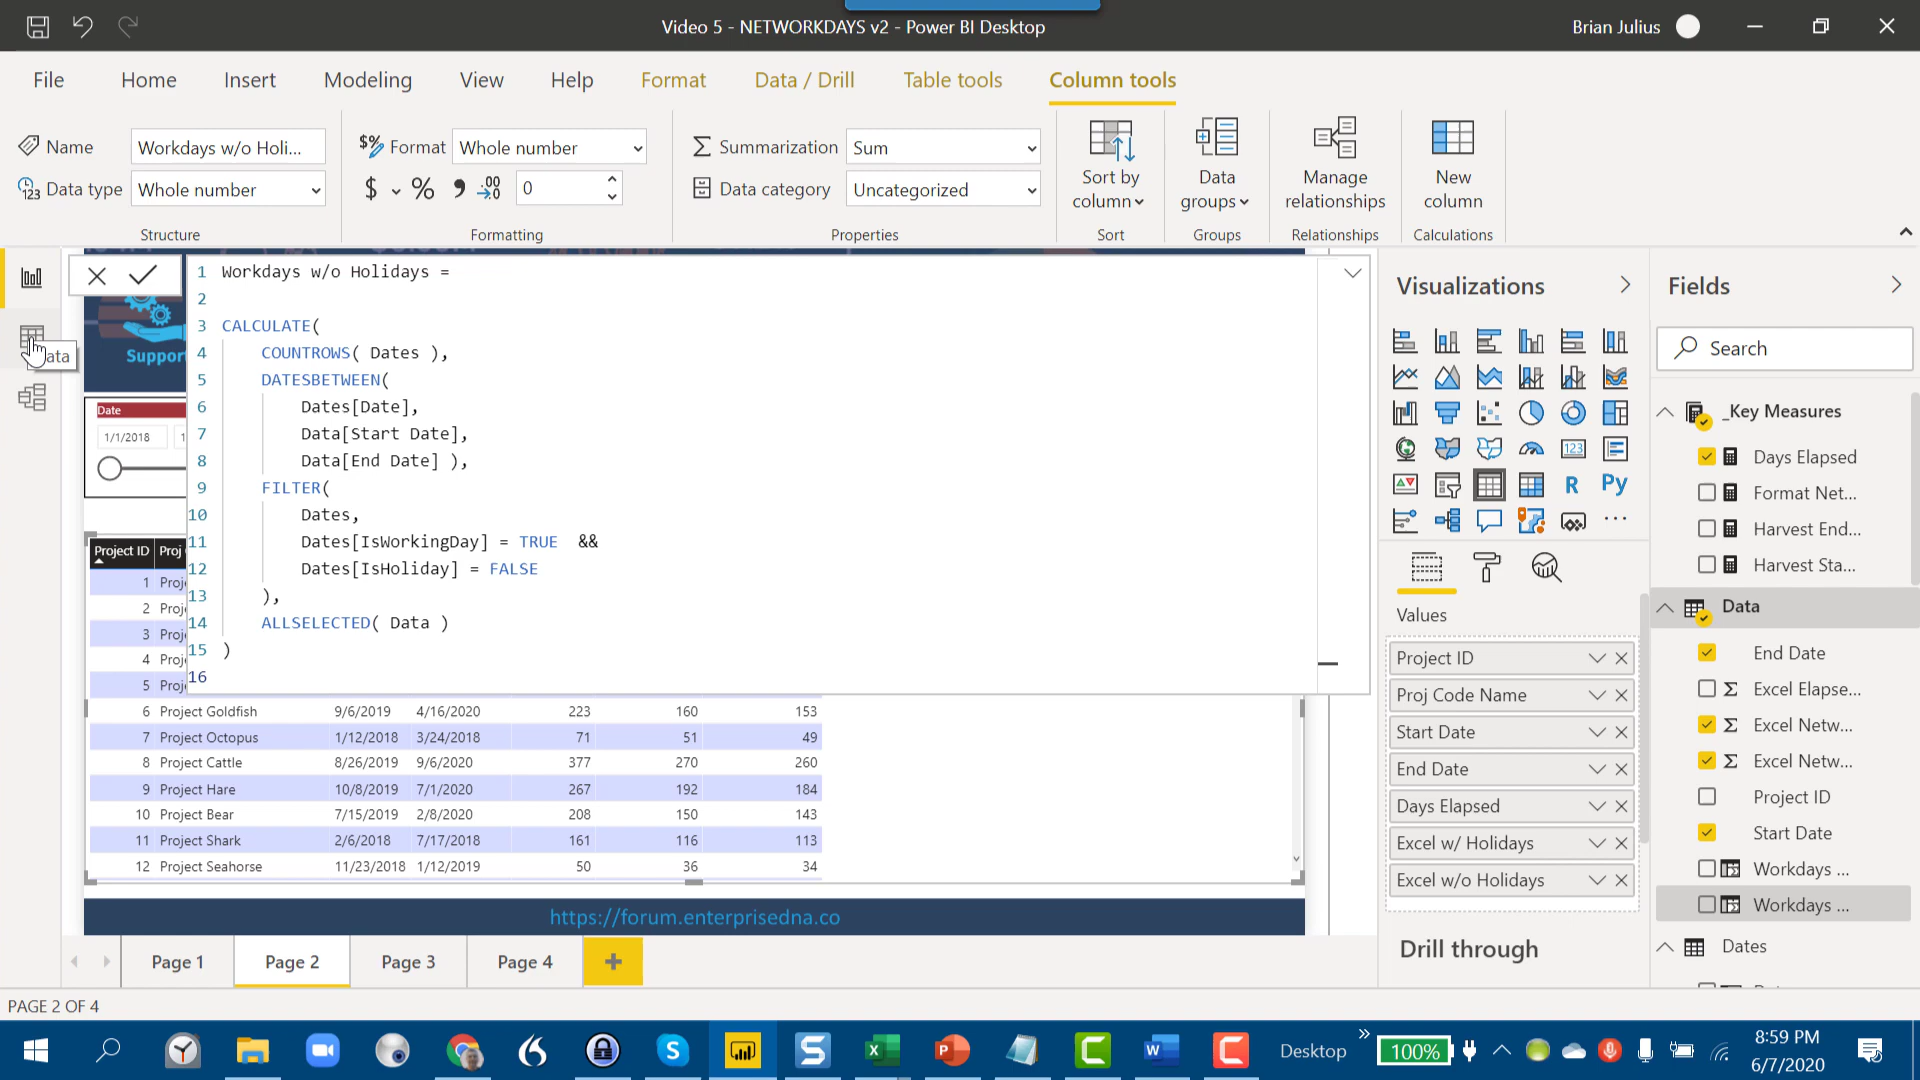 Video 5 - NETWORKDAYS v2 - Power BI Desktop
Brian Julius
File
Home
Insert
Modeling
View
Help
Format
Data / Drill
Table tools
Column tools
Name
Workdays w/o Holi...
Data type
Whole number
Structure
Format
Whole number
$ % 0
Formatting
Summarization
Sum
Data category
Uncategorized
Properties
Sort by column
Sort
Data groups
Groups
Manage relationships
Relationships
New column
Calculations
1 Workdays w/o Holidays =
2
3 CALCULATE(
4 COUNTROWS( Dates ),
5 DATESBETWEEN(
6 Dates[Date],
7 Data[Start Date],
8 Data[End Date] ),
9 FILTER(
10 Dates,
11 Dates[IsWorkingDay] = TRUE &&
12 Dates[IsHoliday] = FALSE
13 ),
14 ALLSELECTED( Data )
15 )
16
Date
1/1/2018
Project ID
1
2
3
4
5
6 Project Goldfish 9/6/2019 4/16/2020 223 160 153
7 Project Octopus 1/12/2018 3/24/2018 71 51 49
8 Project Cattle 8/26/2019 9/6/2020 377 270 260
9 Project Hare 10/8/2019 7/1/2020 267 192 184
10 Project Bear 7/15/2019 2/8/2020 208 150 143
11 Project Shark 2/6/2018 7/17/2018 161 116 113
12 Project Seahorse 11/23/2018 1/12/2019 50 36 34
https://forum.enterprisedna.co
Page 1
Page 2
Page 3
Page 4
PAGE 2 OF 4
Visualizations
R
Py
Values
Project ID
Proj Code Name
Start Date
End Date
Days Elapsed
Excel w/ Holidays
Excel w/o Holidays
Drill through
Fields
Search
_Key Measures
Days Elapsed
Format Net...
Harvest End...
Harvest Sta...
Data
End Date
Excel Elapse...
Excel Netw...
Excel Netw...
Project ID
Start Date
Workdays ...
Workdays ...
Dates
Desktop
100%
8:59 PM
6/7/2020